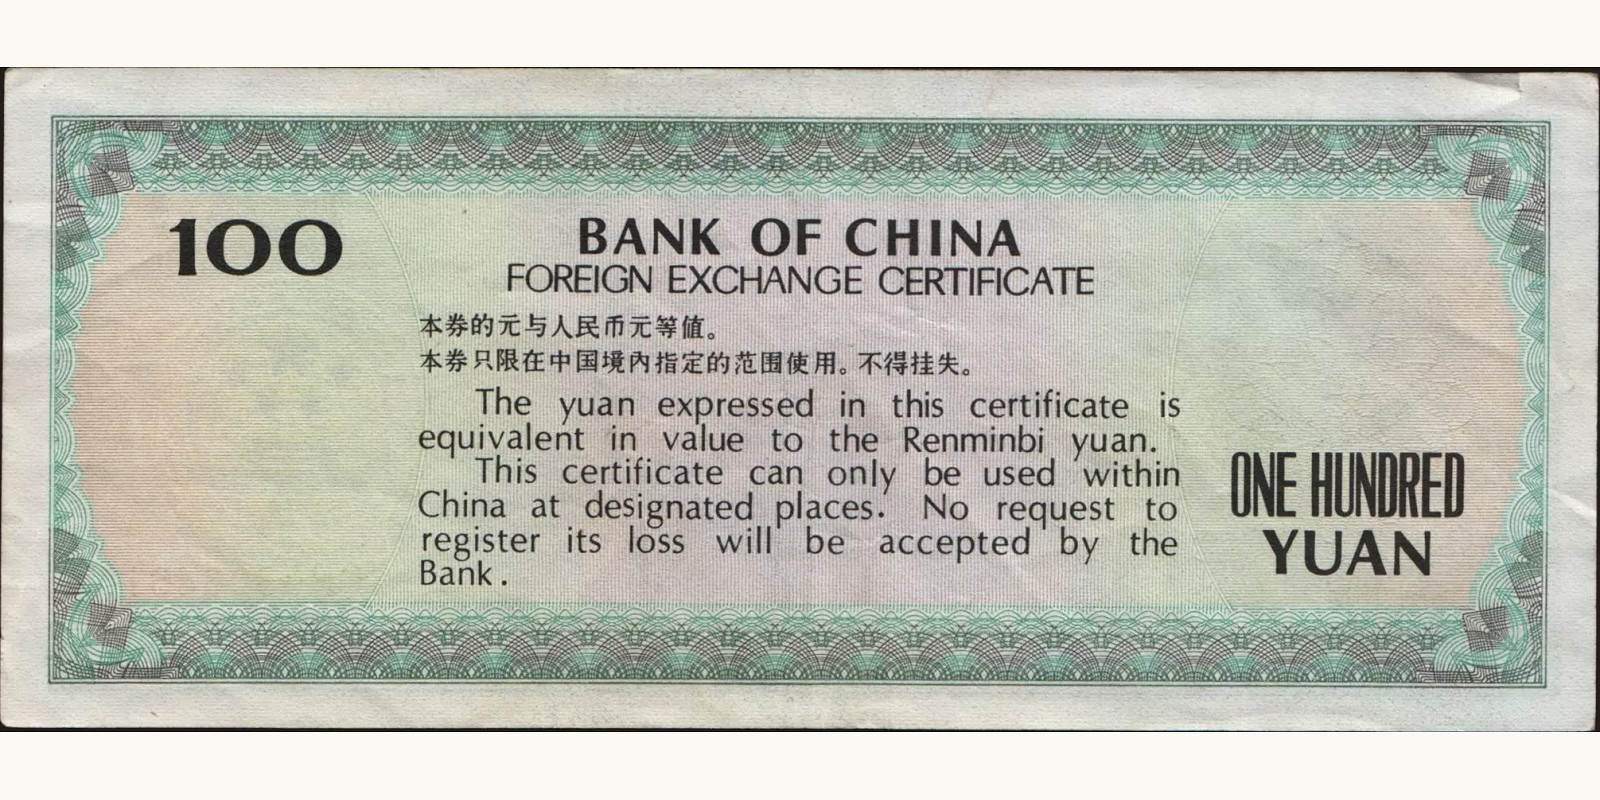 100
BANK OF CHINA
FOREIGN EXCHANGE CERTIFICATE
本券的元与人民币元等值。
本券只限在中国境内指定的范围使用。不得挂失。
The yuan expressed in this certificate is
equivalent in value to the Renminbi yuan.
This certificate can only be used within
China at designated places. No request to
register its loss will be accepted by the
Bank.
ONE HUNDRED
YUAN